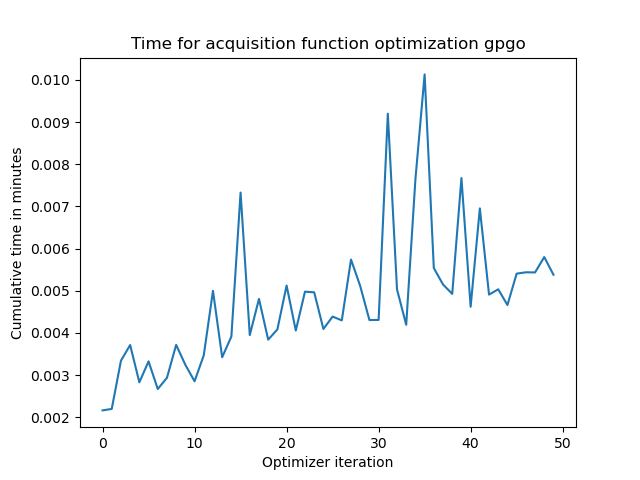 Time for acquisition function optimization gpgo
0.010
0.009
0.008
0.007
0.006
0.005
0.004
0.003
0.002
Cumulative time in minutes
0 10 20 30 40 50
Optimizer iteration